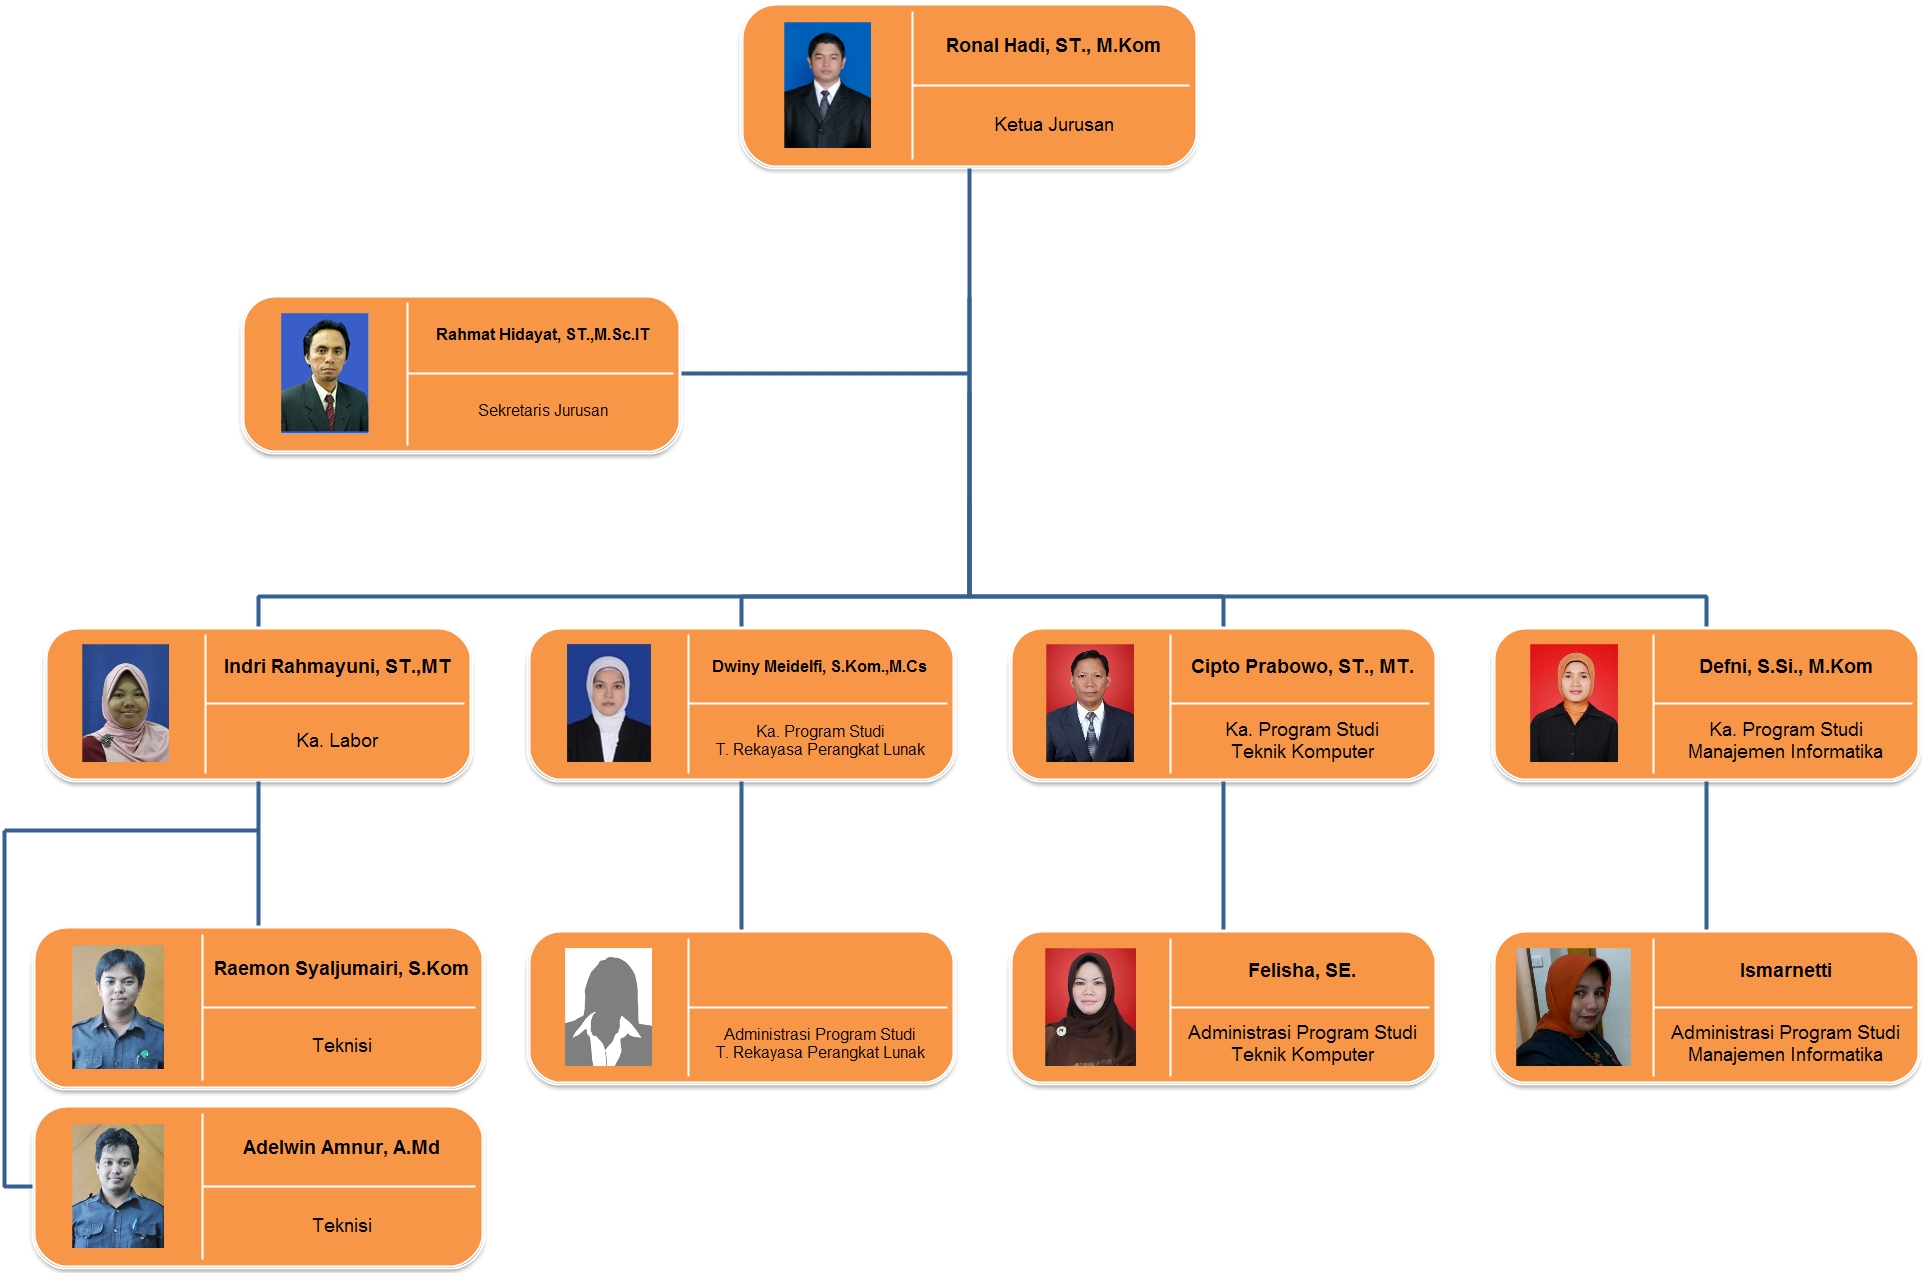 Ronal Hadi, ST., M.Kom
Ketua Jurusan
Rahmat Hidayat, ST.,M.Sc.IT
Sekretaris Jurusan
Indri Rahmayuni, ST.,MT
Ka. Labor
Dwiny Meidelfi, S.Kom.,M.Cs
Ka. Program Studi
T. Rekayasa Perangkat Lunak
Cipto Prabowo, ST., MT.
Ka. Program Studi
Teknik Komputer
Defni, S.Si., M.Kom
Ka. Program Studi
Manajemen Informatika
Raemon Syaljumairi, S.Kom
Teknisi
Administrasi Program Studi
T. Rekayasa Perangkat Lunak
Felisha, SE.
Administrasi Program Studi
Teknik Komputer
Ismarnetti
Administrasi Program Studi
Manajemen Informatika
Adelwin Amnur, A.Md
Teknisi